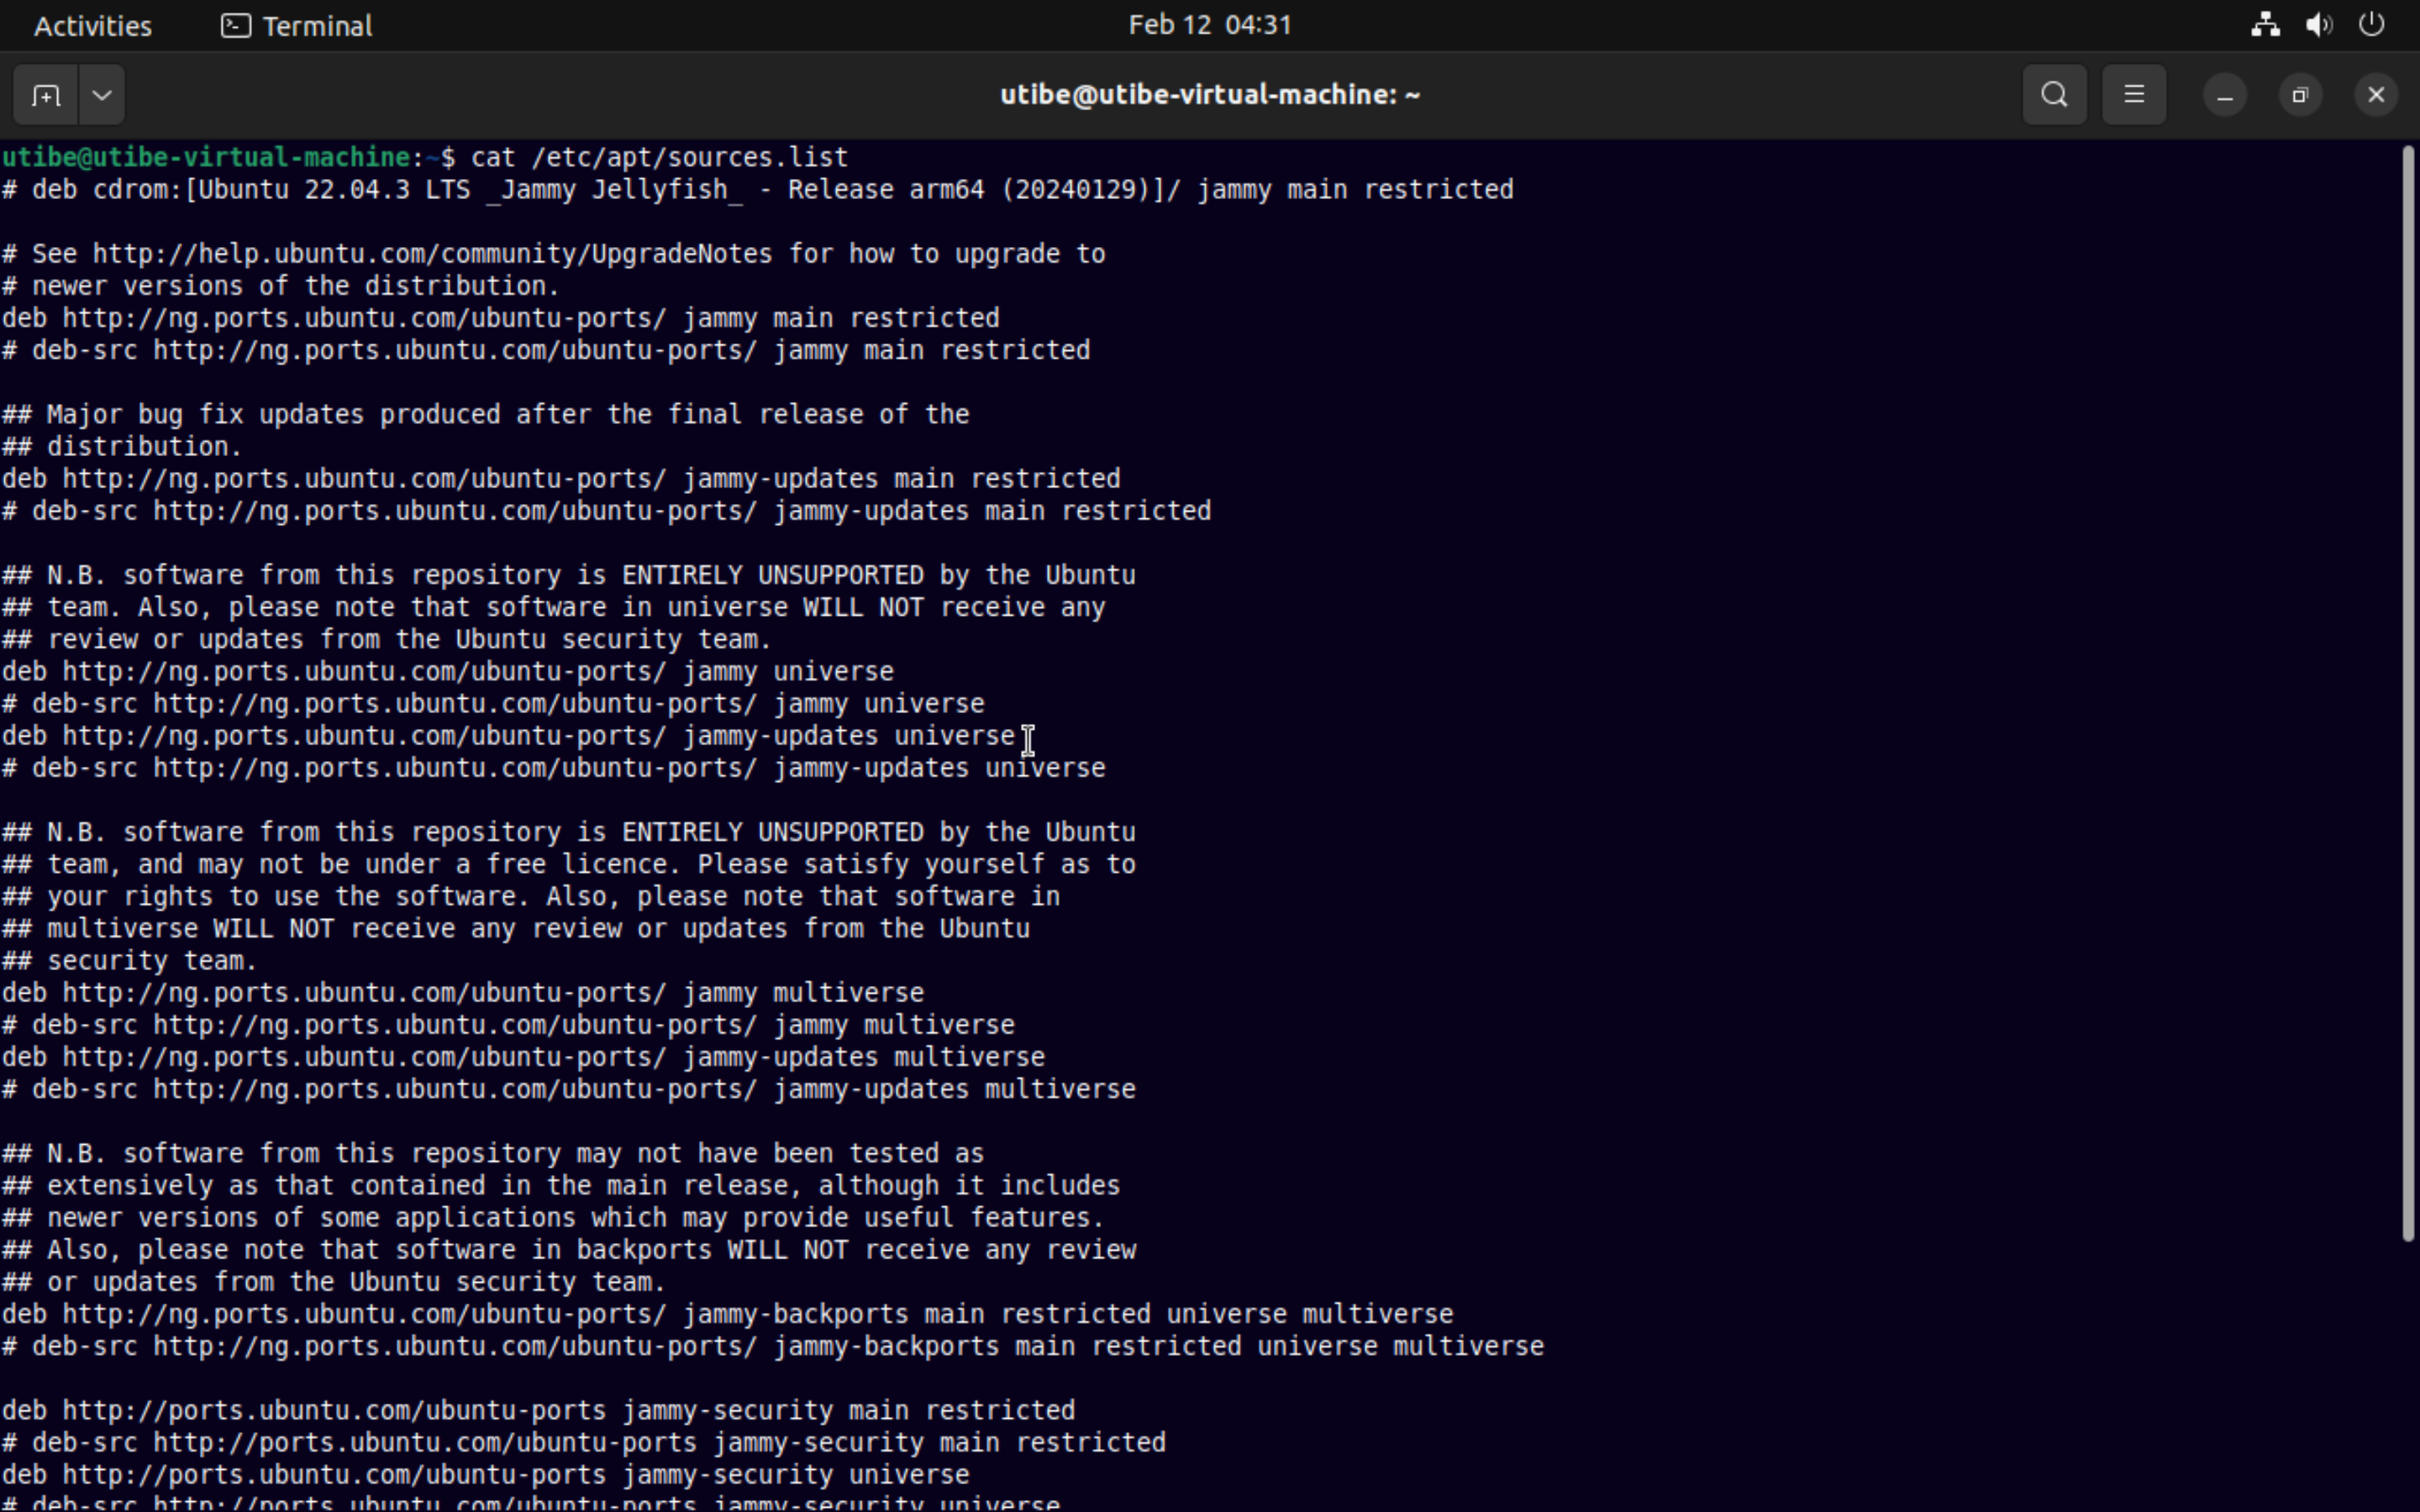 Activities
Terminal
Feb 12 04:31
utibe@utibe-virtual-machine: ~
utibe@utibe-virtual-machine:~$ cat /etc/apt/sources.list
# deb cdrom:[Ubuntu 22.04.3 LTS _Jammy Jellyfish_ - Release arm64 (20240129)]/ jammy main restricted
# See http://help.ubuntu.com/community/UpgradeNotes for how to upgrade to
# newer versions of the distribution.
deb http://ng.ports.ubuntu.com/ubuntu-ports/ jammy main restricted
# deb-src http://ng.ports.ubuntu.com/ubuntu-ports/ jammy main restricted
## Major bug fix updates produced after the final release of the
## distribution.
deb http://ng.ports.ubuntu.com/ubuntu-ports/ jammy-updates main restricted
# deb-src http://ng.ports.ubuntu.com/ubuntu-ports/ jammy-updates main restricted
## N.B. software from this repository is ENTIRELY UNSUPPORTED by the Ubuntu
## team. Also, please note that software in universe WILL NOT receive any
## review or updates from the Ubuntu security team.
deb http://ng.ports.ubuntu.com/ubuntu-ports/ jammy universe
# deb-src http://ng.ports.ubuntu.com/ubuntu-ports/ jammy universe
deb http://ng.ports.ubuntu.com/ubuntu-ports/ jammy-updates universe
# deb-src http://ng.ports.ubuntu.com/ubuntu-ports/ jammy-updates universe
## N.B. software from this repository is ENTIRELY UNSUPPORTED by the Ubuntu
## team, and may not be under a free licence. Please satisfy yourself as to
## your rights to use the software. Also, please note that software in
## multiverse WILL NOT receive any review or updates from the Ubuntu
## security team.
deb http://ng.ports.ubuntu.com/ubuntu-ports/ jammy multiverse
# deb-src http://ng.ports.ubuntu.com/ubuntu-ports/ jammy multiverse
deb http://ng.ports.ubuntu.com/ubuntu-ports/ jammy-updates multiverse
# deb-src http://ng.ports.ubuntu.com/ubuntu-ports/ jammy-updates multiverse
## N.B. software from this repository may not have been tested as
## extensively as that contained in the main release, although it includes
## newer versions of some applications which may provide useful features.
## Also, please note that software in backports WILL NOT receive any review
## or updates from the Ubuntu security team.
deb http://ng.ports.ubuntu.com/ubuntu-ports/ jammy-backports main restricted universe multiverse
# deb-src http://ng.ports.ubuntu.com/ubuntu-ports/ jammy-backports main restricted universe multiverse
deb http://ports.ubuntu.com/ubuntu-ports jammy-security main restricted
# deb-src http://ports.ubuntu.com/ubuntu-ports jammy-security main restricted
deb http://ports.ubuntu.com/ubuntu-ports jammy-security universe
# deb-src http://ports.ubuntu.com/ubuntu-ports jammy-security universe